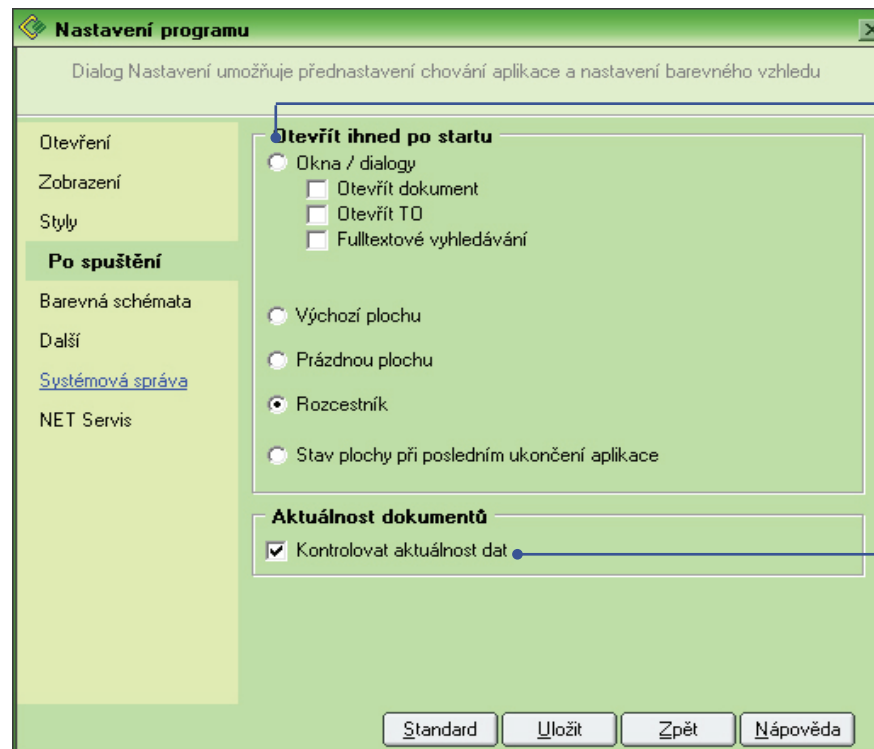 Nastavení programu
Dialog Nastavení umožňuje přednastavení chování aplikace a nastavení barevného vzhledu
Otevření
Zobrazení
Styly
Po spuštění
Barevná schémata
Další
Systémová správa
NET Servis
Otevřít ihned po startu
Okna / dialogy
Otevřít dokument
Otevřít TO
Fulltextové vyhledávání
Výchozí plochu
Prázdnou plochu
Rozcestník
Stav plochy při posledním ukončení aplikace
Aktuálnost dokumentů
Kontrolovat aktuálnost dat
Standard
Uložit
Zpět
Nápověda